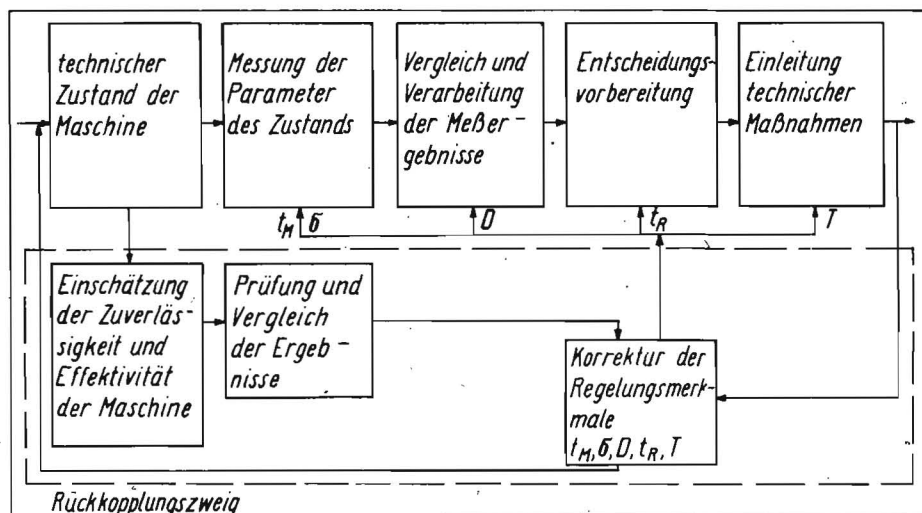 technischer
Zustand der
Maschine
Messung der
Parameter
des Zustands
Vergleich und
Verarbeitung
der Meßer-
gebnisse
Entscheidungs-
vorbereitung
Einleitung
technischer
Maßnahmen
t_M б
D
t_R
T
Einschätzung
der Zuverläs-
sigkeit und
Effektivität
der Maschine
Prüfung und
Vergleich
der Ergeb-
nisse
Korrektur der
Regelungsmerk-
male
t_M, б, D, t_R, T
Rückkopplungszweig